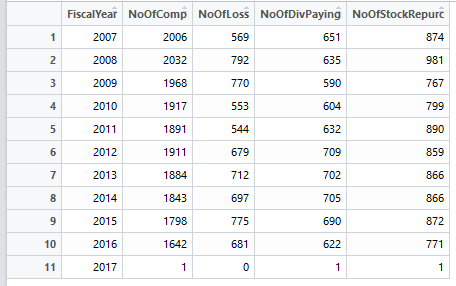 FiscalYear NoOfComp NoOfLoss NoOfDivPaying NoOfStockRepurc
1 2007 2006 569 651 874
2 2008 2032 792 635 981
3 2009 1968 770 590 767
4 2010 1917 553 604 799
5 2011 1891 544 632 890
6 2012 1911 679 709 859
7 2013 1884 712 702 866
8 2014 1843 697 705 866
9 2015 1798 775 690 872
10 2016 1642 681 622 771
11 2017 1 0 1 1